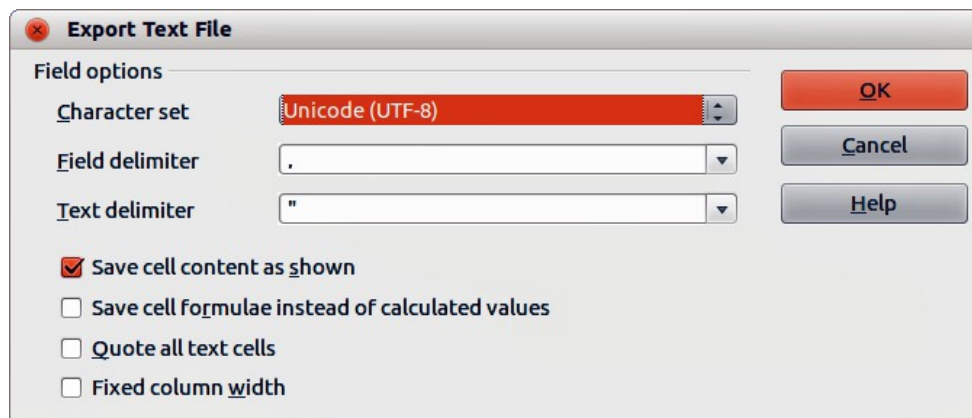 Export Text File
Field options
Character set
Unicode (UTF-8)
OK
Field delimiter
,
Cancel
Text delimiter
"
Help
Save cell content as shown
Save cell formulae instead of calculated values
Quote all text cells
Fixed column width